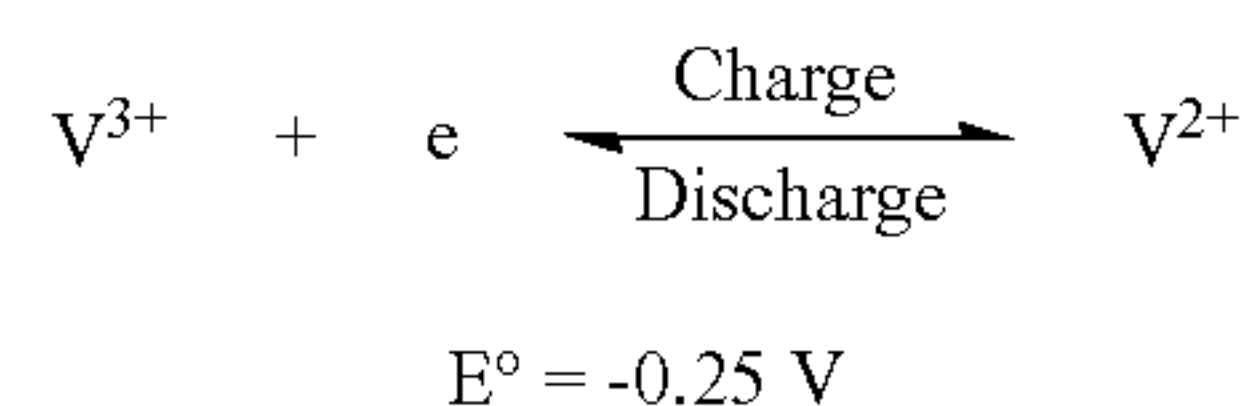 Charge
V³⁺ + e ⇌ V²⁺
Discharge
E° = -0.25 V